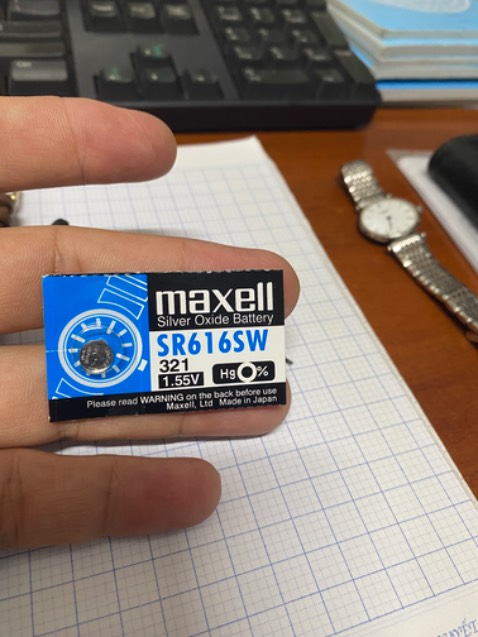 maxell
Silver Oxide Battery
SR616SW
321
1.55V
Hg0%
Please read WARNING on the back before use
Maxell, Ltd Made in Japan